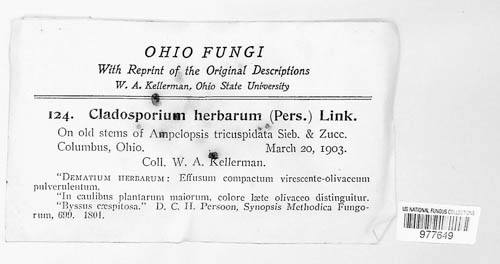 OHIO FUNGI
With Reprint of the Original Descriptions
W. A. Kellerman, Ohio State University
124. Cladosporium herbarum (Pers.) Link.
On old stems of Ampelopsis tricuspidata Sieb. & Zucc.
Columbus, Ohio. March 20, 1903.
Coll. W. A. Kellerman.
"DEMATIUM HERBARUM: Effusum compactum virescente-olivaceum
pulverulentum.
"In caulibus plantarum maiorum, colore læte olivaceo distinguitur.
"Byssus cæspitosa." D. C. H. Persoon, Synopsis Methodica Fungo-
rum, 699. 1801.
US NATIONAL FUNGUS COLLECTIONS
977649